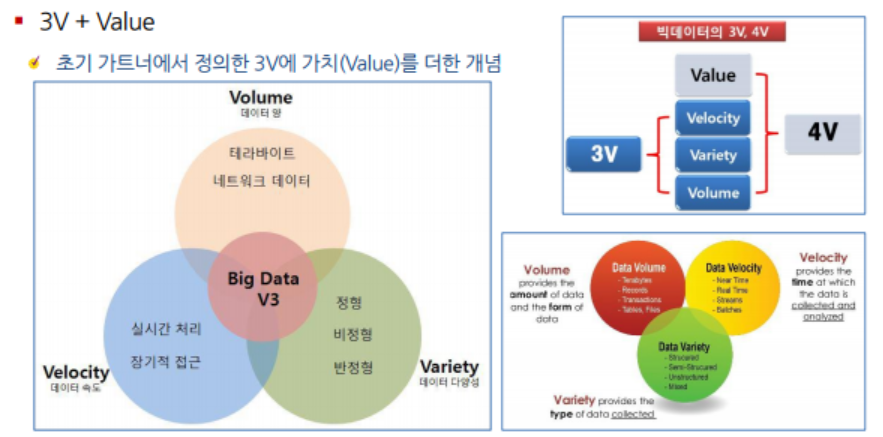 3V + Value
초기 가트너에서 정의한 3V에 가치(Value)를 더한 개념
Volume
데이터 양
테라바이트
네트워크 데이터
Big Data
V3
실시간 처리
장기적 접근
정형
비정형
반정형
Velocity
데이터 속도
Variety
데이터 다양성
빅데이터의 3V, 4V
Value
Velocity
Variety
Volume
3V
4V
Volume
provides the
amount of data
and the form of
data
Data Volume
- Terabytes
- Records
- Transactions
- Tables, Files
Data Velocity
- Near Time
- Real Time
- Streams
- Batches
Velocity
provides the
time at which
the data is
collected and
analyzed
Data Variety
- Strucured
- Semi-Strucured
- Unstructured
- Mixed
Variety provides the
type of data collected